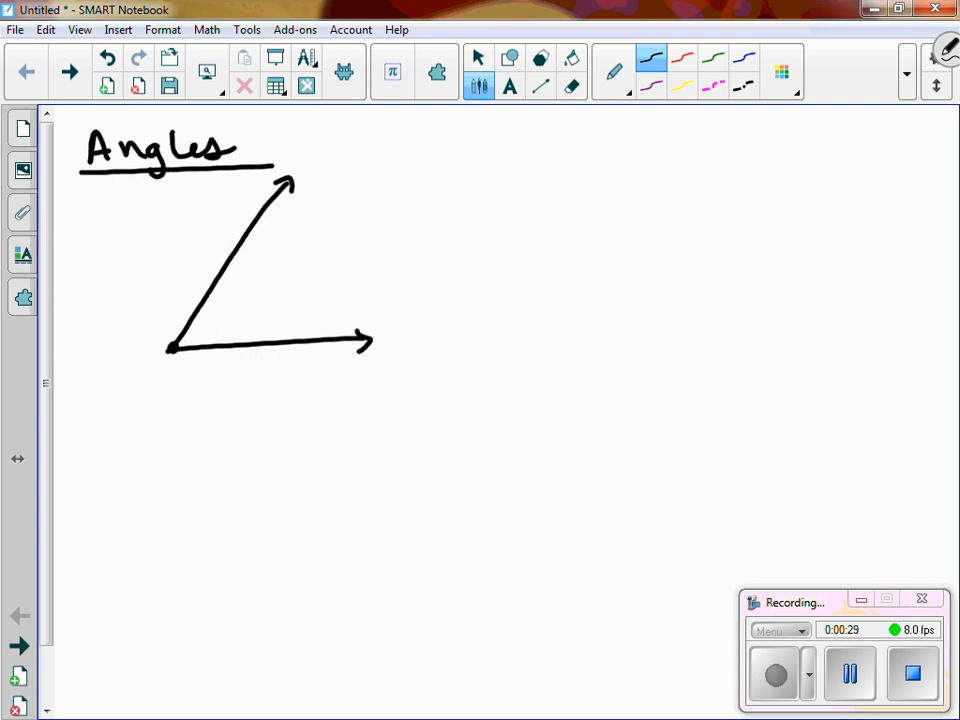 Untitled * - SMART Notebook
File Edit View Insert Format Math Tools Add-ons Account Help
Angles
Recording...
Menu 0:00:29 8.0 fps